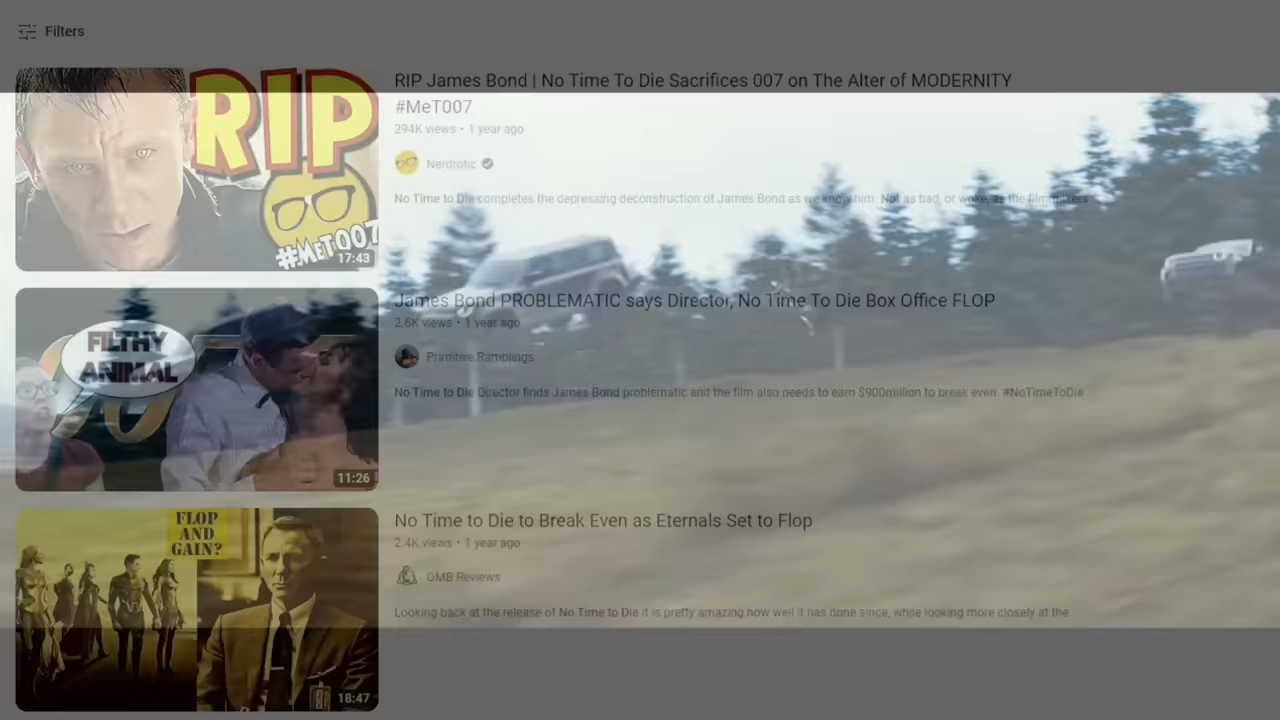 Filters
RIP
#MeT007
17:43
RIP James Bond | No Time To Die Sacrifices 007 on The Alter of MODERNITY
#MeT007
294K views • 1 year ago
Nerdrotic
No Time to Die completes the depressing deconstruction of James Bond as we know him. Not as bad, or woke, as the film makers
FILTHY
ANIMAL
11:26
James Bond PROBLEMATIC says Director, No Time To Die Box Office FLOP
2.6K views • 1 year ago
Primitive Ramblings
No Time to Die Director finds James Bond problematic and the film also needs to earn $900million to break even. #NoTimeToDie
FLOP
AND
GAIN?
18:47
No Time to Die to Break Even as Eternals Set to Flop
2.4K views • 1 year ago
OMB Reviews
Looking back at the release of No Time to Die it is pretty amazing how well it has done since, while looking more closely at the